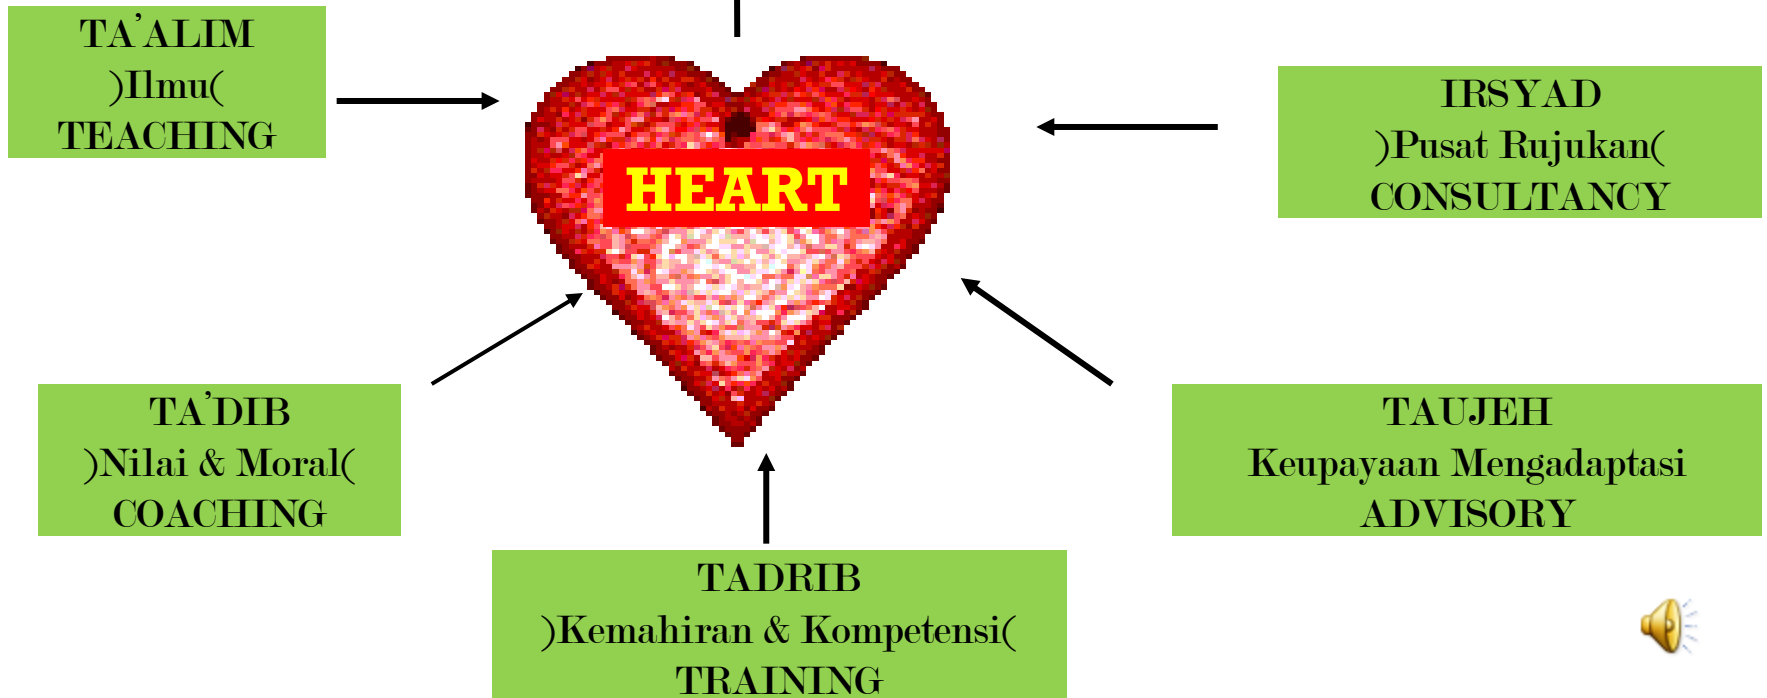 TA'ALIM
)Ilmu(
TEACHING
HEART
IRSYAD
)Pusat Rujukan(
CONSULTANCY
TA'DIB
)Nilai & Moral(
COACHING
TAUJEH
Keupayaan Mengadaptasi
ADVISORY
TADRIB
)Kemahiran & Kompetensi(
TRAINING